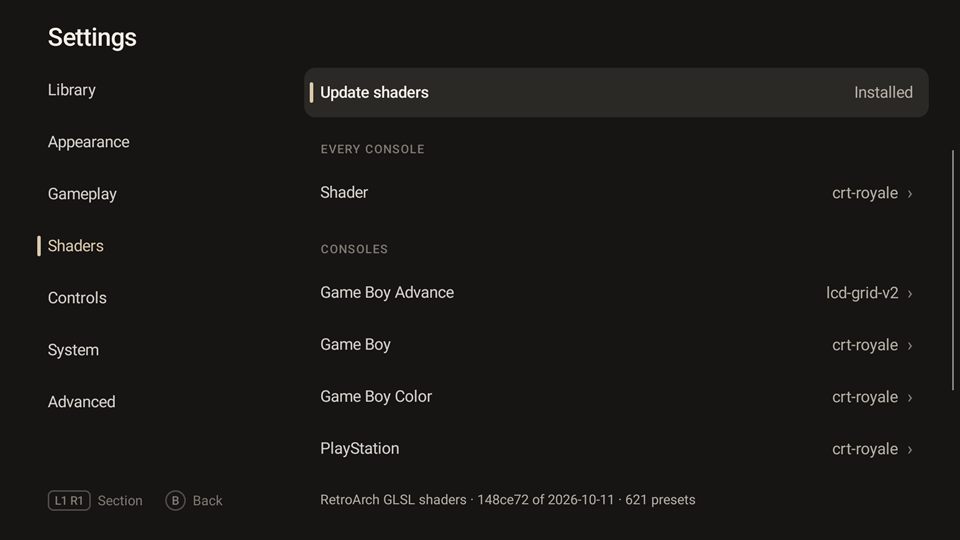 Settings
Library
Appearance
Gameplay
Shaders
Controls
System
Advanced
Update shaders Installed
EVERY CONSOLE
Shader crt-royale ›
CONSOLES
Game Boy Advance lcd-grid-v2 ›
Game Boy crt-royale ›
Game Boy Color crt-royale ›
PlayStation crt-royale ›
L1 R1 Section B Back
RetroArch GLSL shaders · 148ce72 of 2026-10-11 · 621 presets